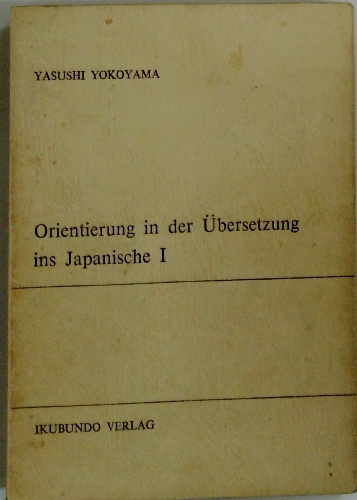 YASUSHI YOKOYAMA
Orientierung in der Übersetzung
ins Japanische I
IKUBUNDO VERLAG